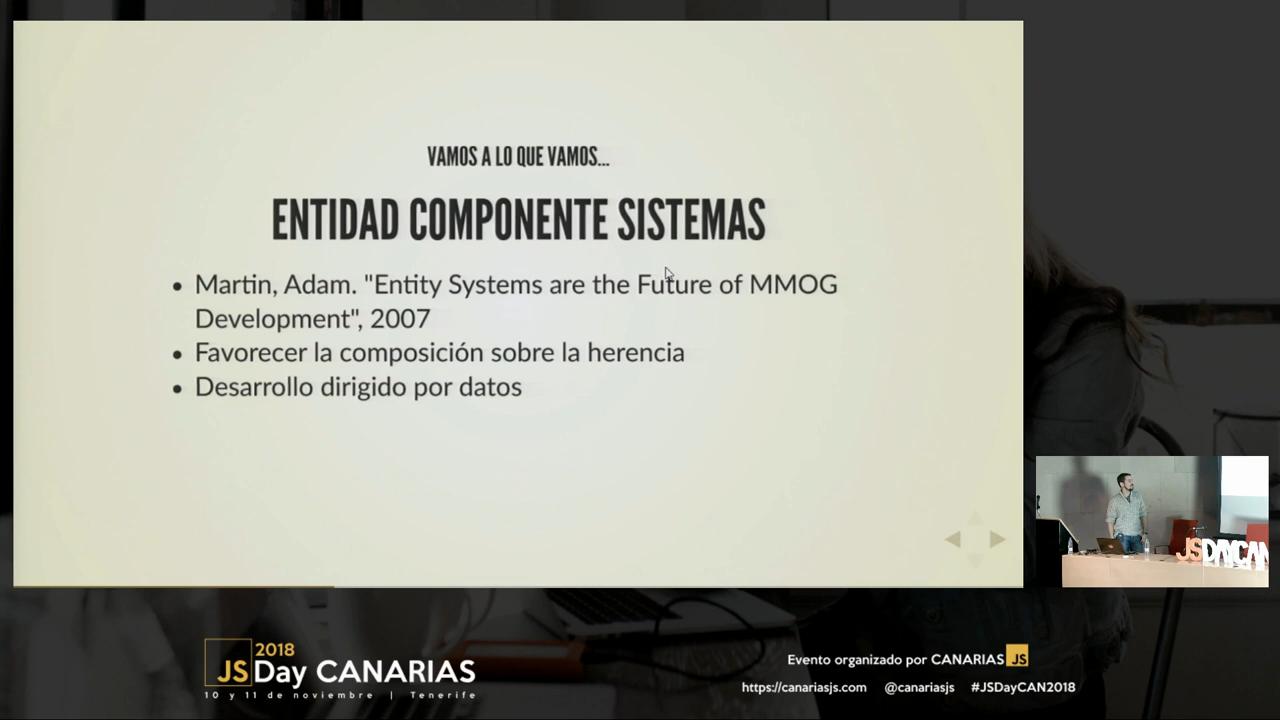 VAMOS A LO QUE VAMOS...
ENTIDAD COMPONENTE SISTEMAS
• Martin, Adam. "Entity Systems are the Future of MMOG
Development", 2007
• Favorecer la composición sobre la herencia
• Desarrollo dirigido por datos
JSDAYCAN
2018
JS Day CANARIAS
10 y 11 de noviembre | Tenerife
Evento organizado por CANARIAS JS
https://canariasjs.com @canariasjs #JSDayCAN2018